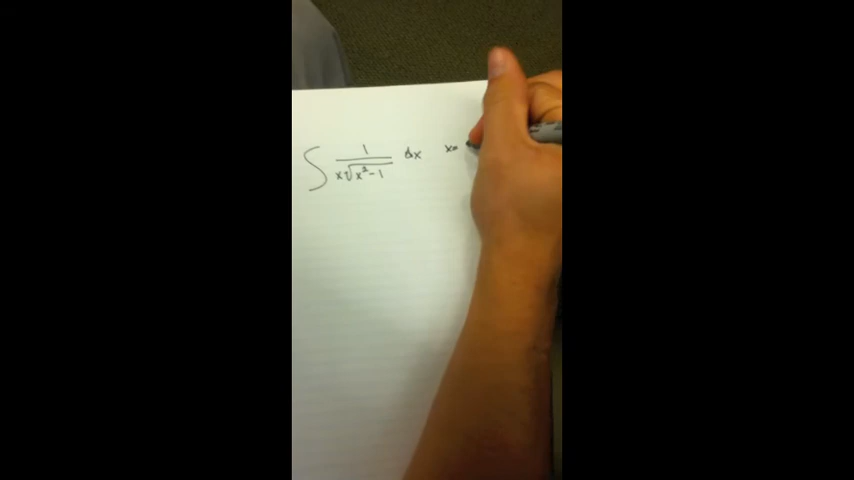 ∫ 1/(x√(x²-1)) dx x=